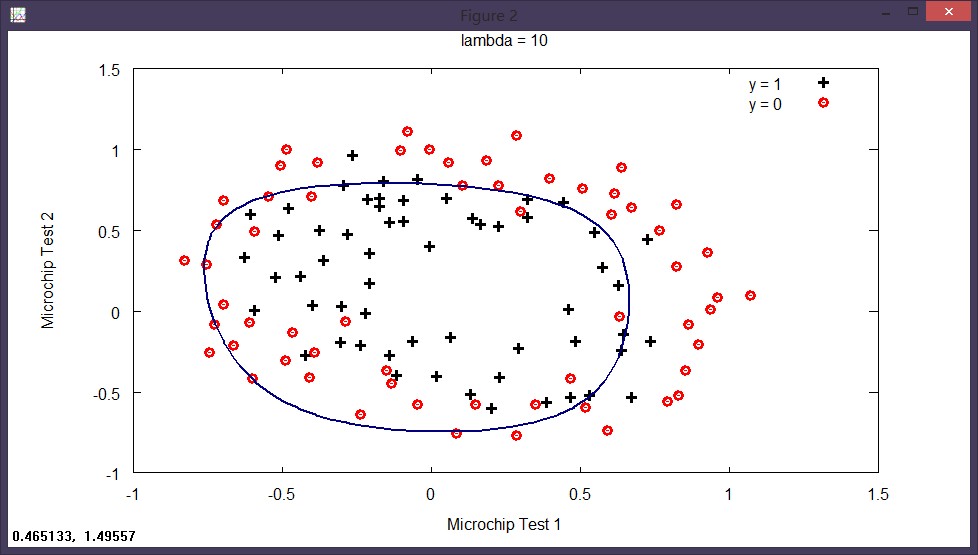 Figure 2
lambda = 10
1.5
y = 1
y = 0
1
0.5
Microchip Test 2
0
-0.5
-1
-1 -0.5 0 0.5 1 1.5
Microchip Test 1
0.465133, 1.49557